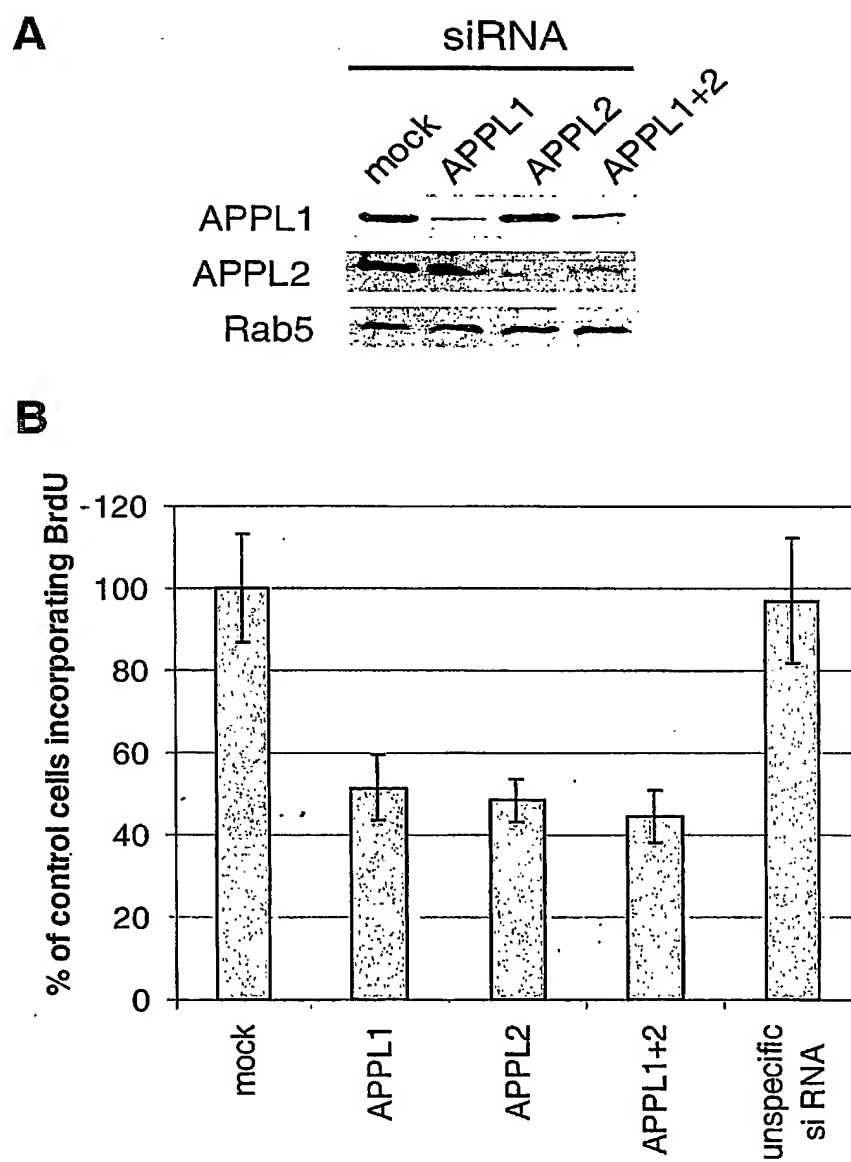 A
siRNA
mock APPL1 APPL2 APPL1+2
APPL1
APPL2
Rab5
B
% of control cells incorporating BrdU
120
100
80
60
40
20
0
mock
APPL1
APPL2
APPL1+2
unspecific
si RNA